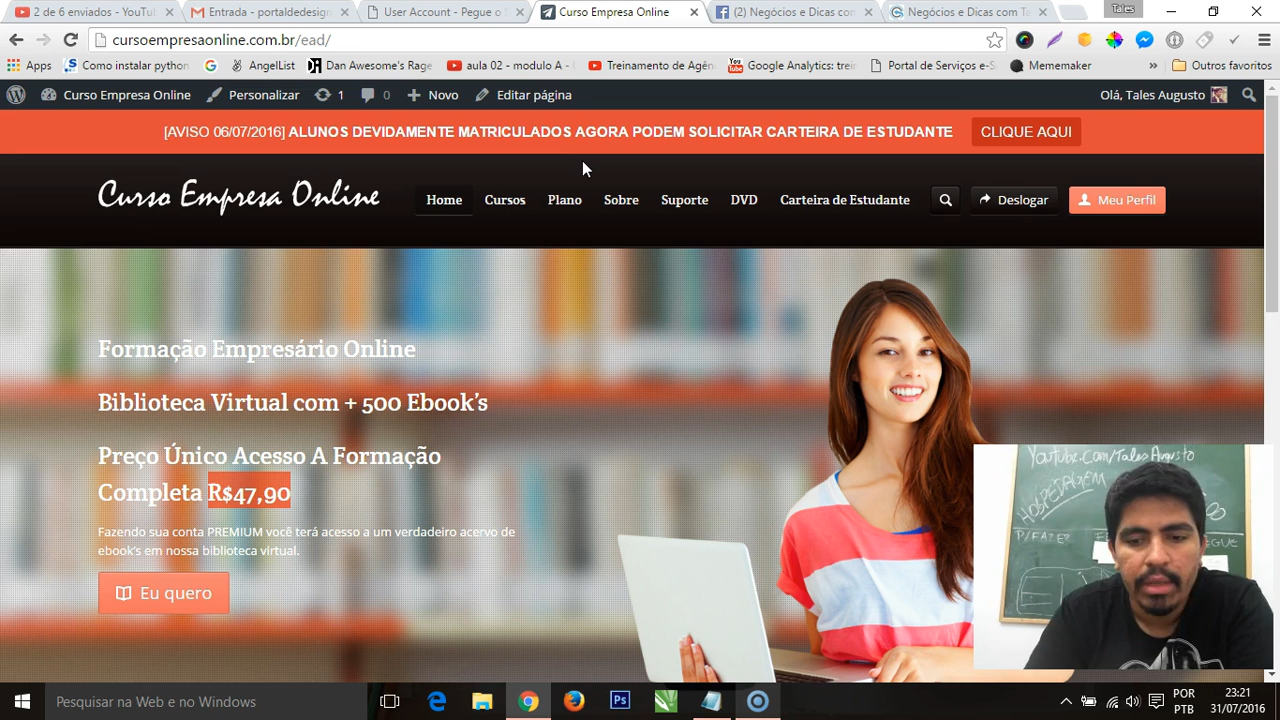 2 de 6 enviados - YouTu
Entrada - portaldedesign
User Account - Pegue o
Curso Empresa Online
(2) Negócios e Dicas com
Negócios e Dicas com Ta
Tales
cursoempresaonline.com.br/ead/
Apps
Como instalar python
AngelList
Dan Awesome's Rage
aula 02 - modulo A -
Treinamento de Agên
Google Analytics: trei
Portal de Serviços e-S
Mememaker
»
Outros favoritos
Curso Empresa Online
Personalizar
1
0
Novo
Editar página
Olá, Tales Augusto
[AVISO 06/07/2016] ALUNOS DEVIDAMENTE MATRICULADOS AGORA PODEM SOLICITAR CARTEIRA DE ESTUDANTE
CLIQUE AQUI
Curso Empresa Online
Home
Cursos
Plano
Sobre
Suporte
DVD
Carteira de Estudante
Deslogar
Meu Perfil
Formação Empresário Online
Biblioteca Virtual com + 500 Ebook's
Preço Único Acesso A Formação
Completa R$47,90
Fazendo sua conta PREMIUM você terá acesso a um verdadeiro acervo de
ebook's em nossa biblioteca virtual.
Eu quero
Youtube.Com/TalesAugusto
HOSPEDAGEM
P/FAZER
Pesquisar na Web e no Windows
Ps
POR
PTB
23:21
31/07/2016